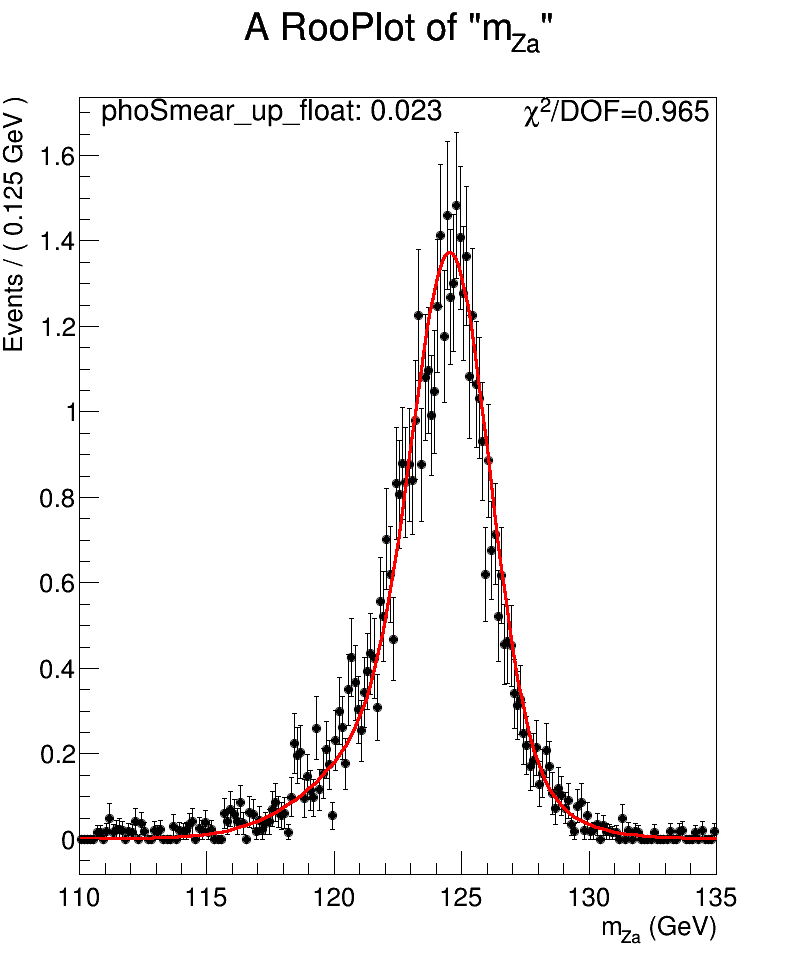 A RooPlot of "m_Za"
phoSmear_up_float: 0.023
χ²/DOF=0.965
Events / ( 0.125 GeV )
1.6
1.4
1.2
1
0.8
0.6
0.4
0.2
0
110 115 120 125 130 135
m_Za (GeV)